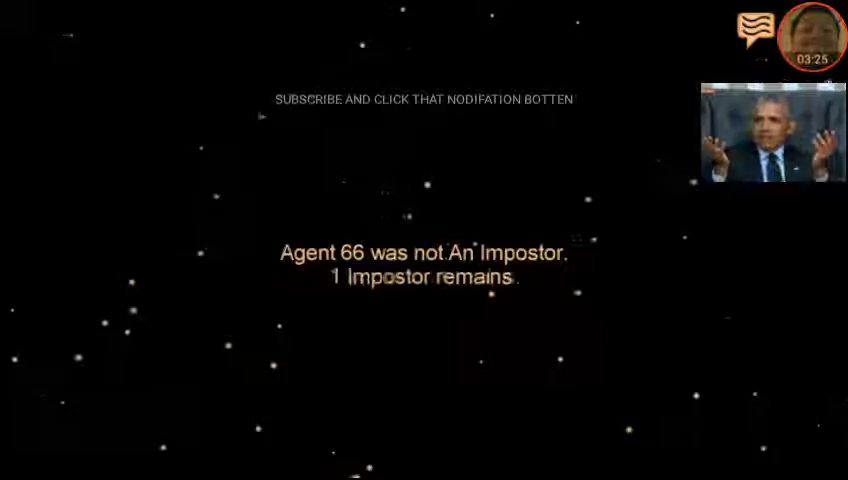 03:25
SUBSCRIBE AND CLICK THAT NODIFATION BOTTEN
Agent 66 was not An Impostor.
1 Impostor remains.